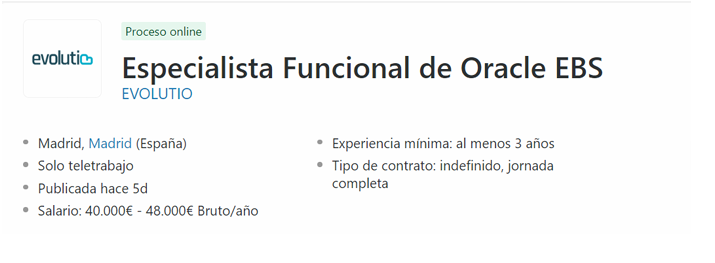 evolutio
Proceso online
Especialista Funcional de Oracle EBS
EVOLUTIO
Madrid, Madrid (España)
Solo teletrabajo
Publicada hace 5d
Salario: 40.000€ - 48.000€ Bruto/año
Experiencia mínima: al menos 3 años
Tipo de contrato: indefinido, jornada
completa